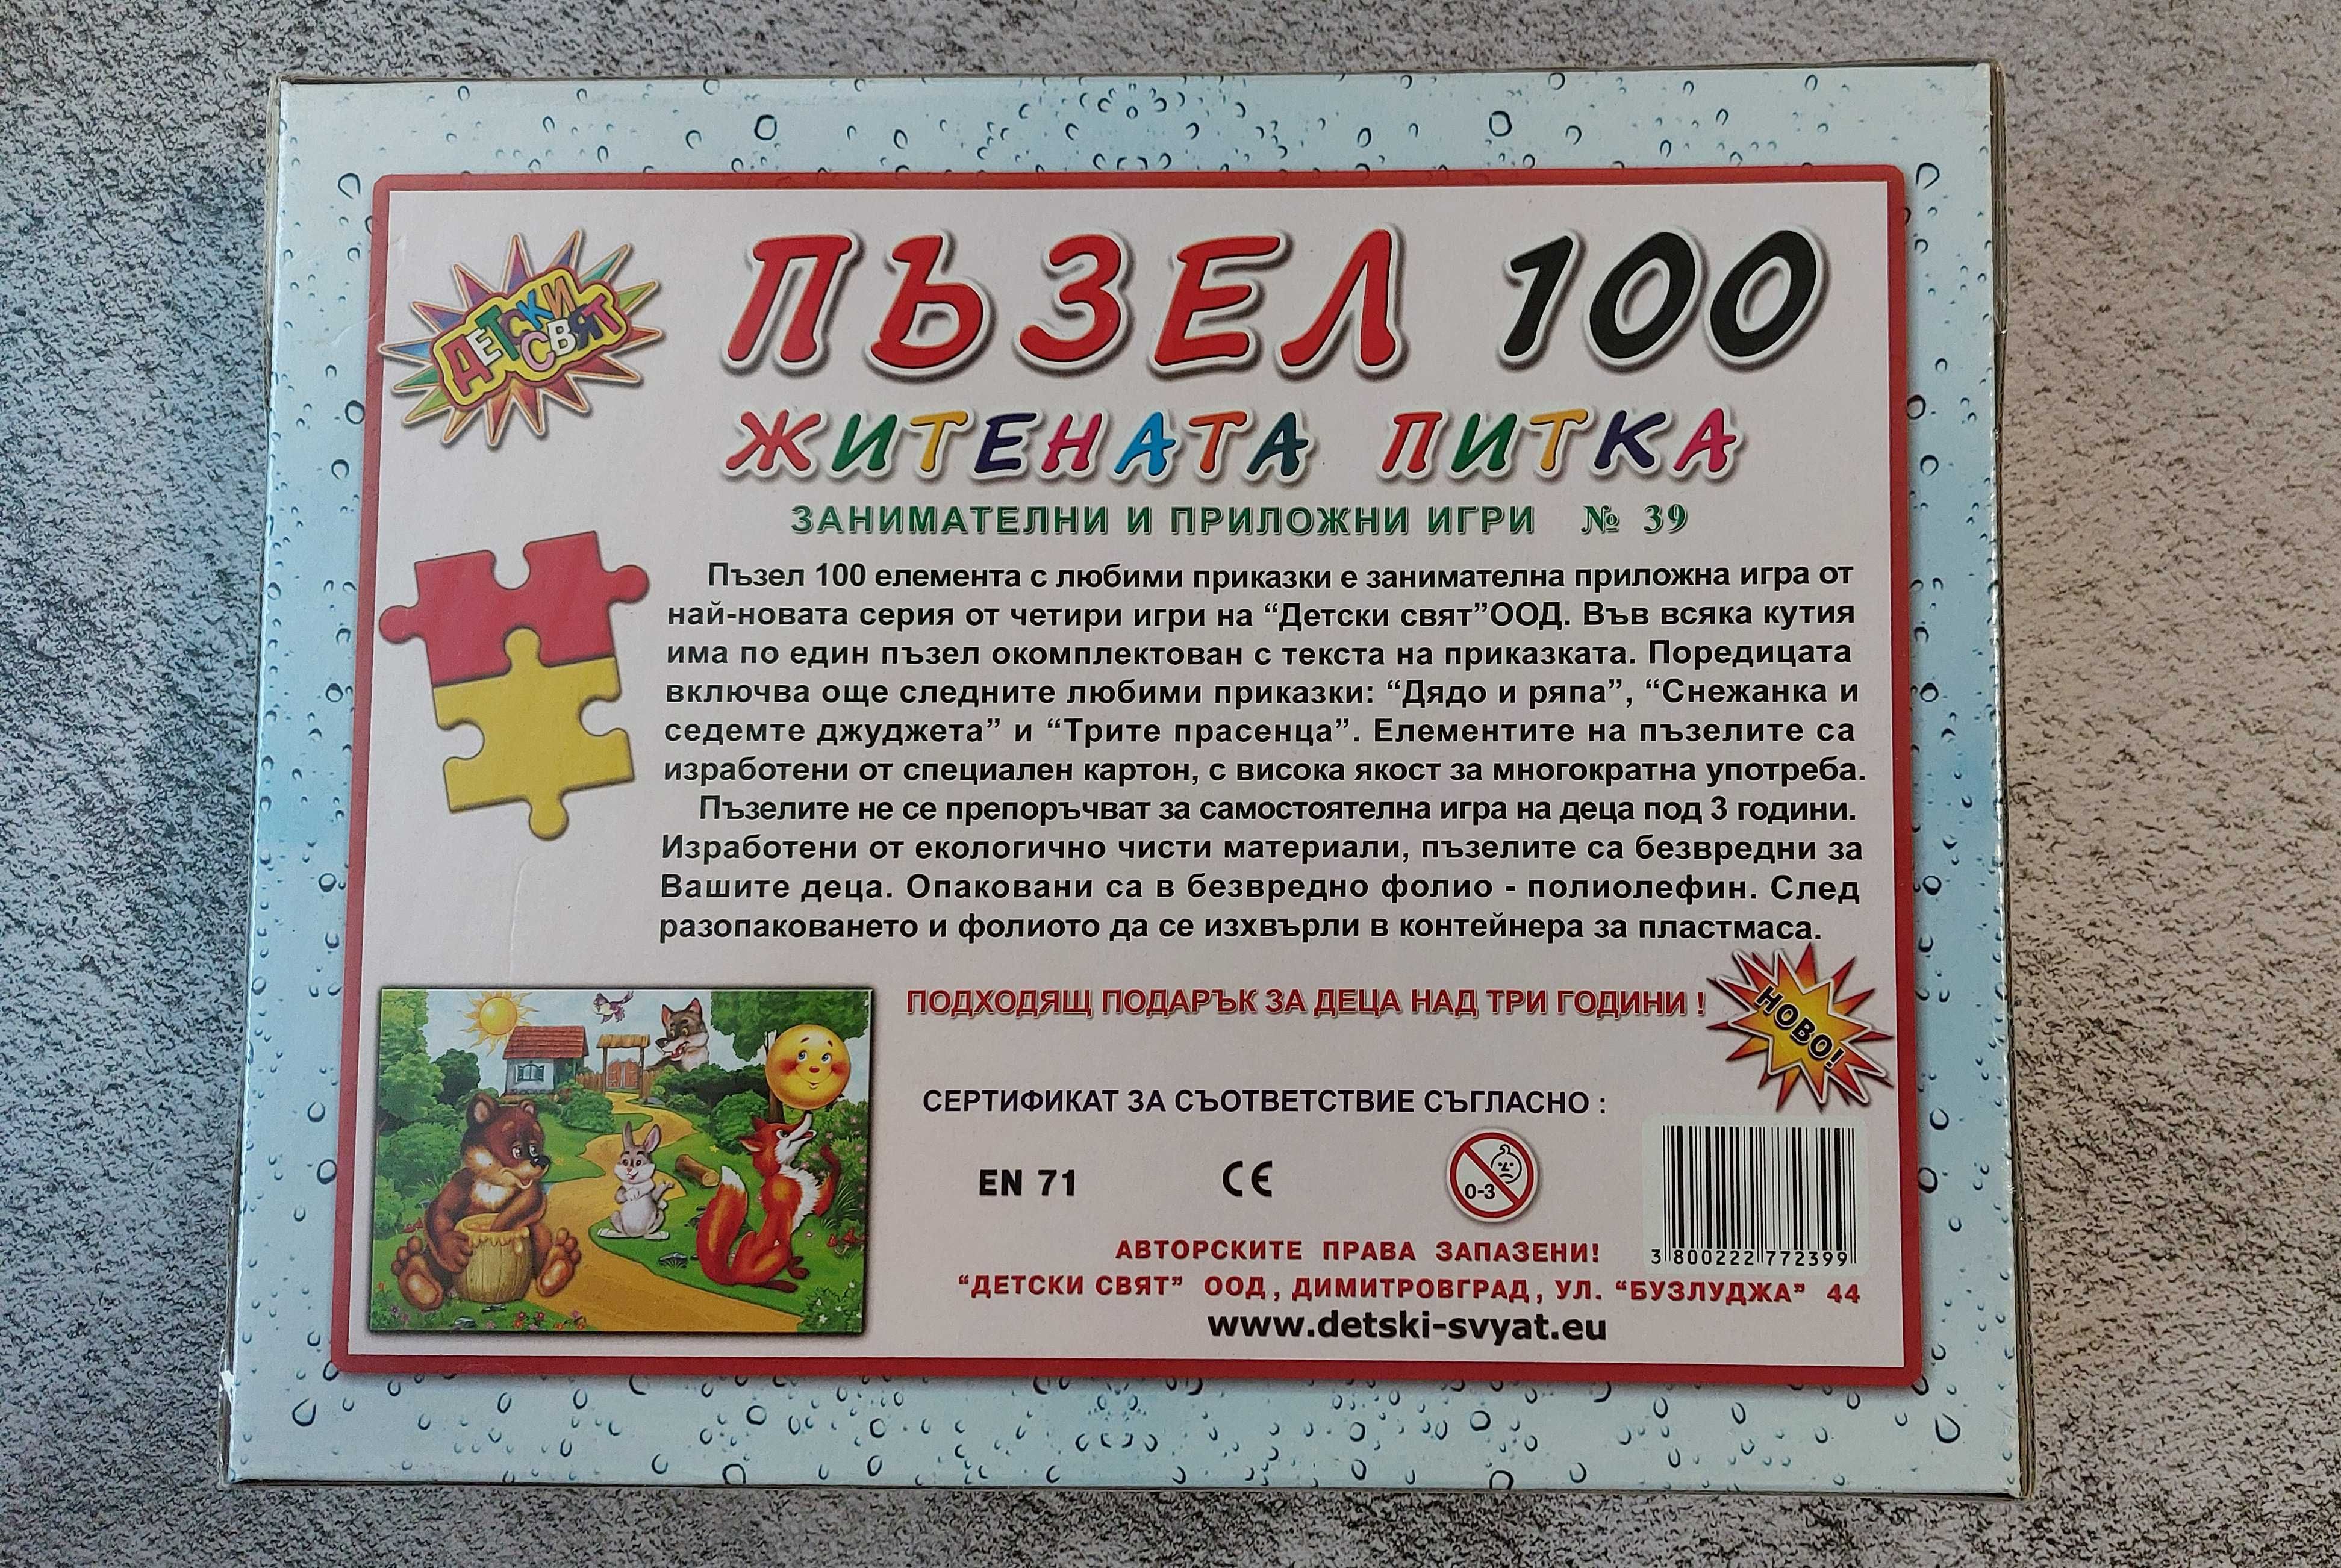 ДЕТСКИ
СВЯТ
ПЪЗЕЛ 100
ЖИТЕНАТА ПИТКА
ЗАНИМАТЕЛНИ И ПРИЛОЖНИ ИГРИ № 39
Пъзел 100 елемента с любими приказки е занимателна приложна игра от
най-новата серия от четири игри на “Детски свят”ООД. Във всяка кутия
има по един пъзел окомплектован с текста на приказката. Поредицата
включва още следните любими приказки: “Дядо и ряпа”, “Снежанка и
седемте джуджета” и “Трите прасенца”. Елементите на пъзелите са
изработени от специален картон, с висока якост за многократна употреба.
Пъзелите не се препоръчват за самостоятелна игра на деца под 3 години.
Изработени от екологично чисти материали, пъзелите са безвредни за
Вашите деца. Опаковани са в безвредно фолио - полиолефин. След
разопаковането и фолиото да се изхвърли в контейнера за пластмаса.
ПОДХОДЯЩ ПОДАРЪК ЗА ДЕЦА НАД ТРИ ГОДИНИ !
НОВО!
СЕРТИФИКАТ ЗА СЪОТВЕТСТВИЕ СЪГЛАСНО :
EN 71 CE 0-3
3 800222 772399
АВТОРСКИТЕ ПРАВА ЗАПАЗЕНИ!
“ДЕТСКИ СВЯТ” ООД, ДИМИТРОВГРАД, УЛ. “БУЗЛУДЖА” 44
www.detski-svyat.eu